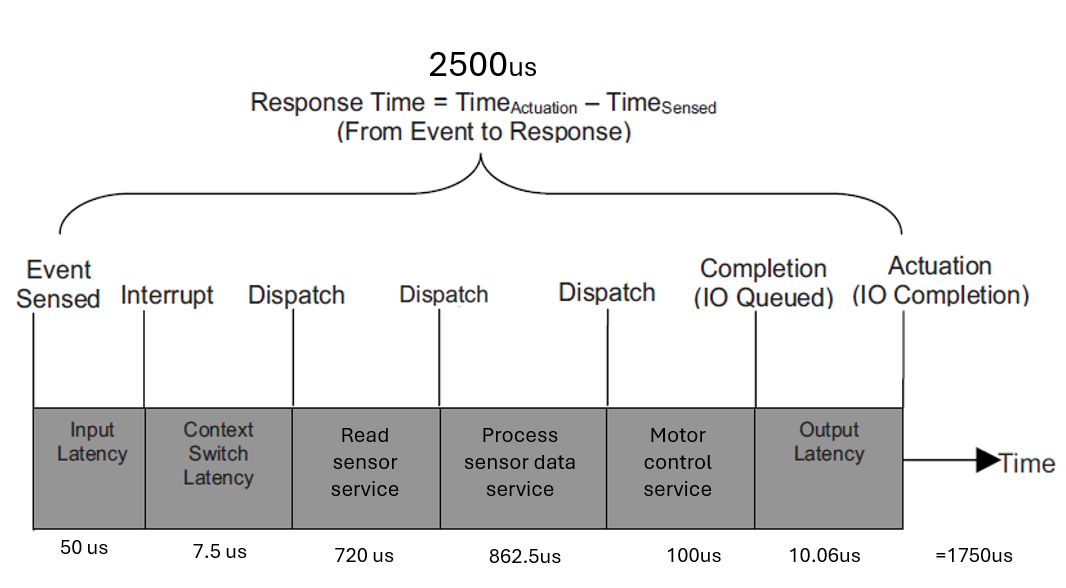 2500us
Response Time = TimeActuation – TimeSensed
(From Event to Response)
Event
Sensed
Interrupt
Dispatch
Dispatch
Dispatch
Completion
(IO Queued)
Actuation
(IO Completion)
Input
Latency
Context
Switch
Latency
Read
sensor
service
Process
sensor data
service
Motor
control
service
Output
Latency
Time
50 us
7.5 us
720 us
862.5us
100us
10.06us
=1750us